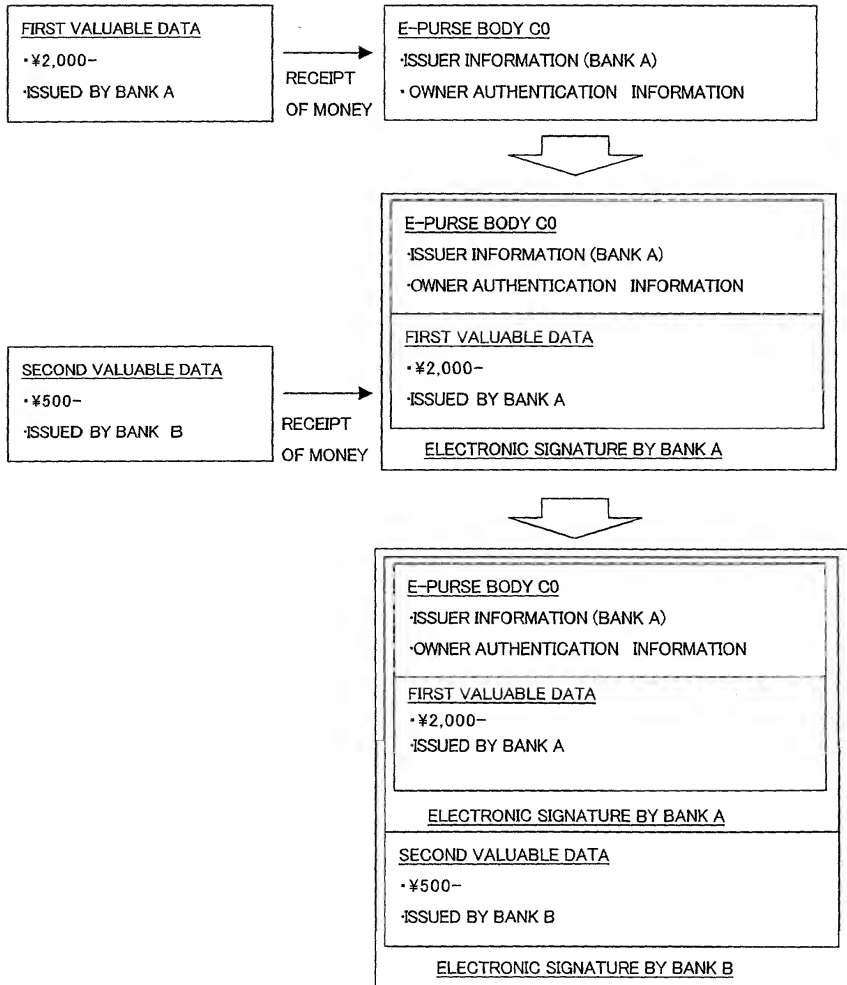 FIRST VALUABLE DATA
・¥2,000-
・ISSUED BY BANK A
RECEIPT
OF MONEY
E-PURSE BODY C0
・ISSUER INFORMATION (BANK A)
・OWNER AUTHENTICATION INFORMATION
E-PURSE BODY C0
・ISSUER INFORMATION (BANK A)
・OWNER AUTHENTICATION INFORMATION
FIRST VALUABLE DATA
・¥2,000-
・ISSUED BY BANK A
ELECTRONIC SIGNATURE BY BANK A
SECOND VALUABLE DATA
・¥500-
・ISSUED BY BANK B
RECEIPT
OF MONEY
E-PURSE BODY C0
・ISSUER INFORMATION (BANK A)
・OWNER AUTHENTICATION INFORMATION
FIRST VALUABLE DATA
・¥2,000-
・ISSUED BY BANK A
ELECTRONIC SIGNATURE BY BANK A
SECOND VALUABLE DATA
・¥500-
・ISSUED BY BANK B
ELECTRONIC SIGNATURE BY BANK B